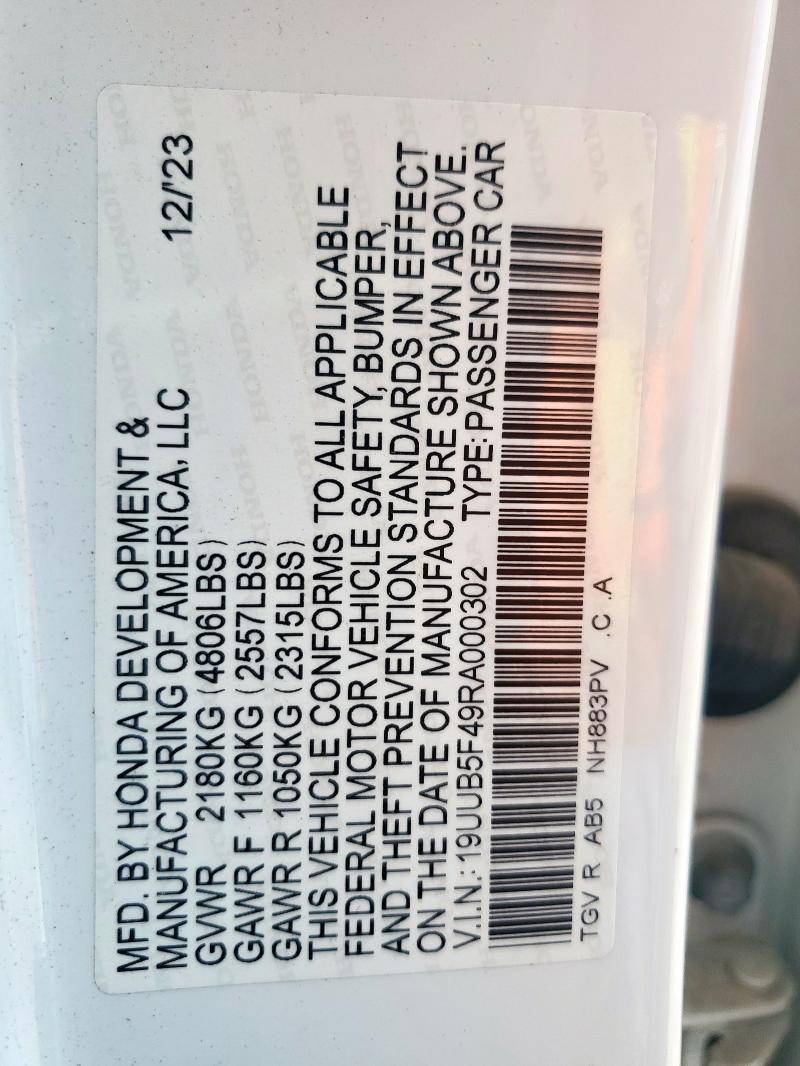 MFD. BY HONDA DEVELOPMENT &
MANUFACTURING OF AMERICA, LLC 12/'23
GVWR 2180KG (4806LBS)
GAWR F 1160KG (2557LBS)
GAWR R 1050KG (2315LBS)
THIS VEHICLE CONFORMS TO ALL APPLICABLE
FEDERAL MOTOR VEHICLE SAFETY, BUMPER,
AND THEFT PREVENTION STANDARDS IN EFFECT
ON THE DATE OF MANUFACTURE SHOWN ABOVE.
V.I.N.: 19UUB5F49RA000302 TYPE: PASSENGER CAR
TGV R AB5 NH883PV .C .A